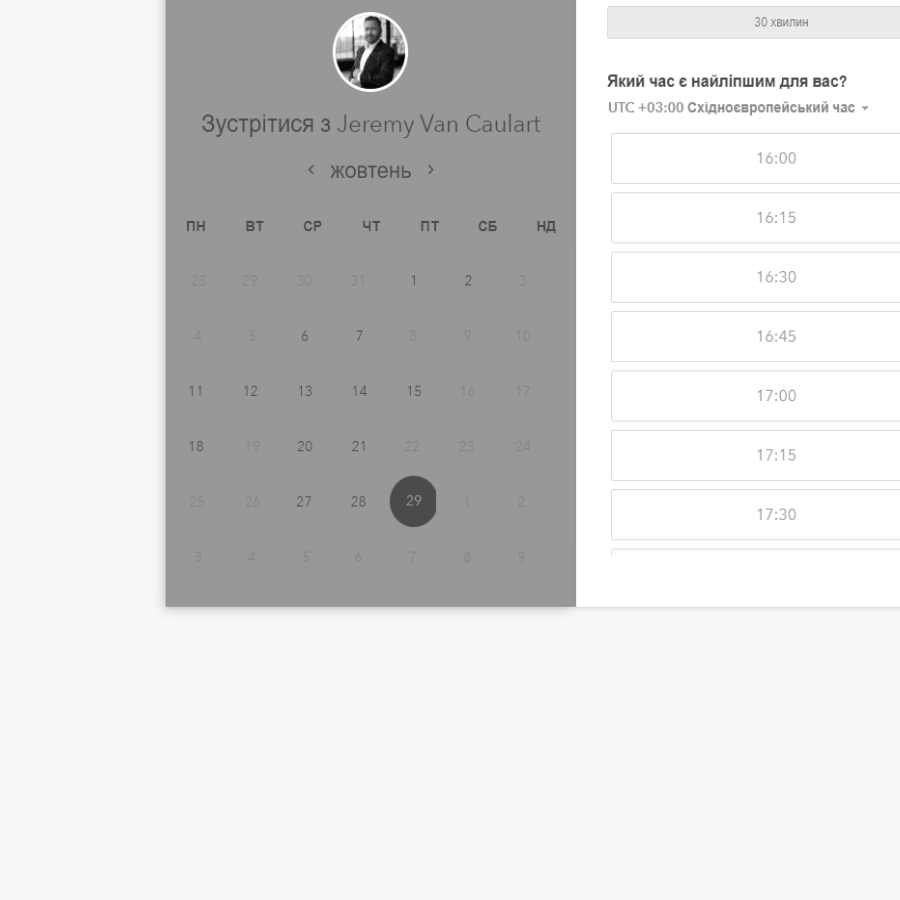 Зустрітися з Jeremy Van Caulart
жовтень
ПН ВТ СР ЧТ ПТ СБ НД
28 29 30 31 1 2 3
4 5 6 7 8 9 10
11 12 13 14 15 16 17
18 19 20 21 22 23 24
25 26 27 28 29 1 2
3 4 5 6 7 8 9
30 хвилин
Який час є найліпшим для вас?
UTC +03:00 Східноєвропейський час
16:00
16:15
16:30
16:45
17:00
17:15
17:30